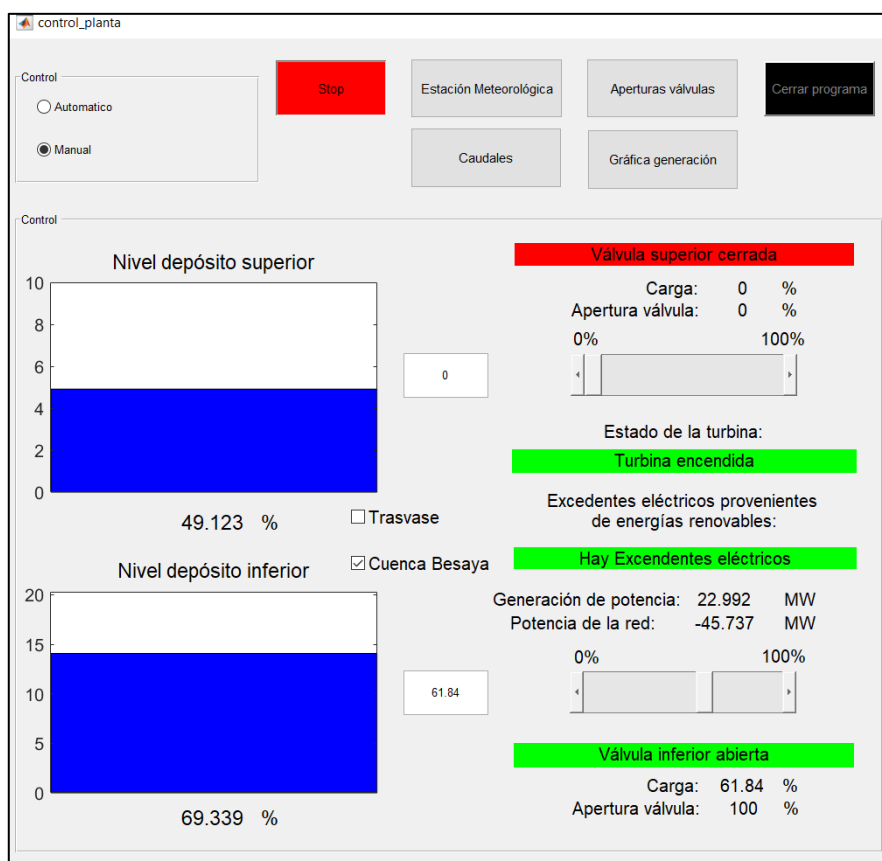 control_planta
Control
Automatico
Manual
Stop
Estación Meteorológica
Aperturas válvulas
Cerrar programa
Caudales
Gráfica generación
Control
Nivel depósito superior
10
8
6
4
2
0
49.123 %
0
Válvula superior cerrada
Carga: 0 %
Apertura válvula: 0 %
0% 100%
Estado de la turbina:
Turbina encendida
Excedentes eléctricos provenientes
de energías renovables:
Hay Excendentes eléctricos
Trasvase
Cuenca Besaya
Nivel depósito inferior
20
15
10
5
0
69.339 %
61.84
Generación de potencia: 22.992 MW
Potencia de la red: -45.737 MW
0% 100%
Válvula inferior abierta
Carga: 61.84 %
Apertura válvula: 100 %